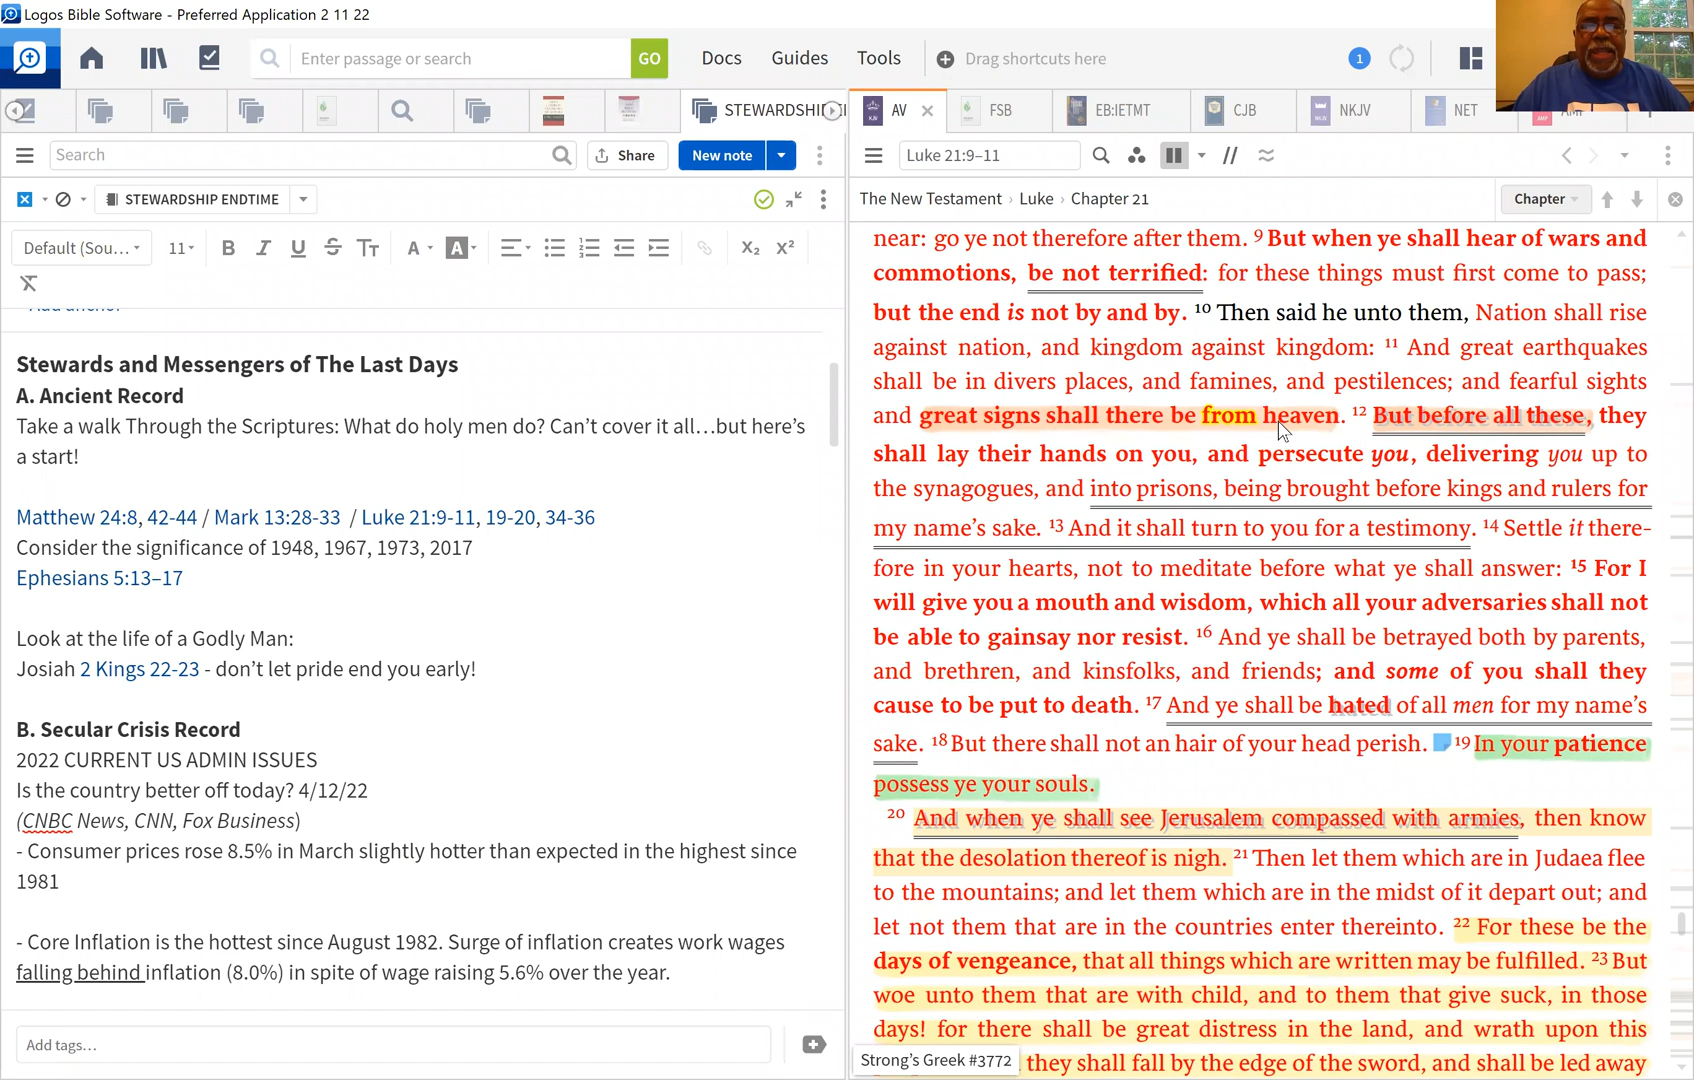 Logos Bible Software - Preferred Application 2 11 22
Enter passage or search
GO
Docs
Guides
Tools
Drag shortcuts here
1
STEWARDSHIP
AV
FSB
EB:IETMT
CJB
NKJV
NET
Search
Share
New note
Luke 21:9–11
STEWARDSHIP ENDTIME
The New Testament › Luke › Chapter 21
Chapter
Default (Sou...
11
B I U S TT A A X₂ X²
Stewards and Messengers of The Last Days
A. Ancient Record
Take a walk Through the Scriptures: What do holy men do? Can’t cover it all…but here’s
a start!
Matthew 24:8, 42-44 / Mark 13:28-33 / Luke 21:9-11, 19-20, 34-36
Consider the significance of 1948, 1967, 1973, 2017
Ephesians 5:13–17
Look at the life of a Godly Man:
Josiah 2 Kings 22-23 - don’t let pride end you early!
B. Secular Crisis Record
2022 CURRENT US ADMIN ISSUES
Is the country better off today? 4/12/22
(CNBC News, CNN, Fox Business)
- Consumer prices rose 8.5% in March slightly hotter than expected in the highest since
1981
- Core Inflation is the hottest since August 1982. Surge of inflation creates work wages
falling behind inflation (8.0%) in spite of wage raising 5.6% over the year.
Add tags…
near: go ye not therefore after them. 9 But when ye shall hear of wars and
commotions, be not terrified: for these things must first come to pass;
but the end is not by and by. 10 Then said he unto them, Nation shall rise
against nation, and kingdom against kingdom: 11 And great earthquakes
shall be in divers places, and famines, and pestilences; and fearful sights
and great signs shall there be from heaven. 12 But before all these, they
shall lay their hands on you, and persecute you, delivering you up to
the synagogues, and into prisons, being brought before kings and rulers for
my name’s sake. 13 And it shall turn to you for a testimony. 14 Settle it there-
fore in your hearts, not to meditate before what ye shall answer: 15 For I
will give you a mouth and wisdom, which all your adversaries shall not
be able to gainsay nor resist. 16 And ye shall be betrayed both by parents,
and brethren, and kinsfolks, and friends; and some of you shall they
cause to be put to death. 17 And ye shall be hated of all men for my name’s
sake. 18 But there shall not an hair of your head perish. 19 In your patience
possess ye your souls.
20 And when ye shall see Jerusalem compassed with armies, then know
that the desolation thereof is nigh. 21 Then let them which are in Judaea flee
to the mountains; and let them which are in the midst of it depart out; and
let not them that are in the countries enter thereinto. 22 For these be the
days of vengeance, that all things which are written may be fulfilled. 23 But
woe unto them that are with child, and to them that give suck, in those
days! for there shall be great distress in the land, and wrath upon this
they shall fall by the edge of the sword, and shall be led away
Strong’s Greek #3772